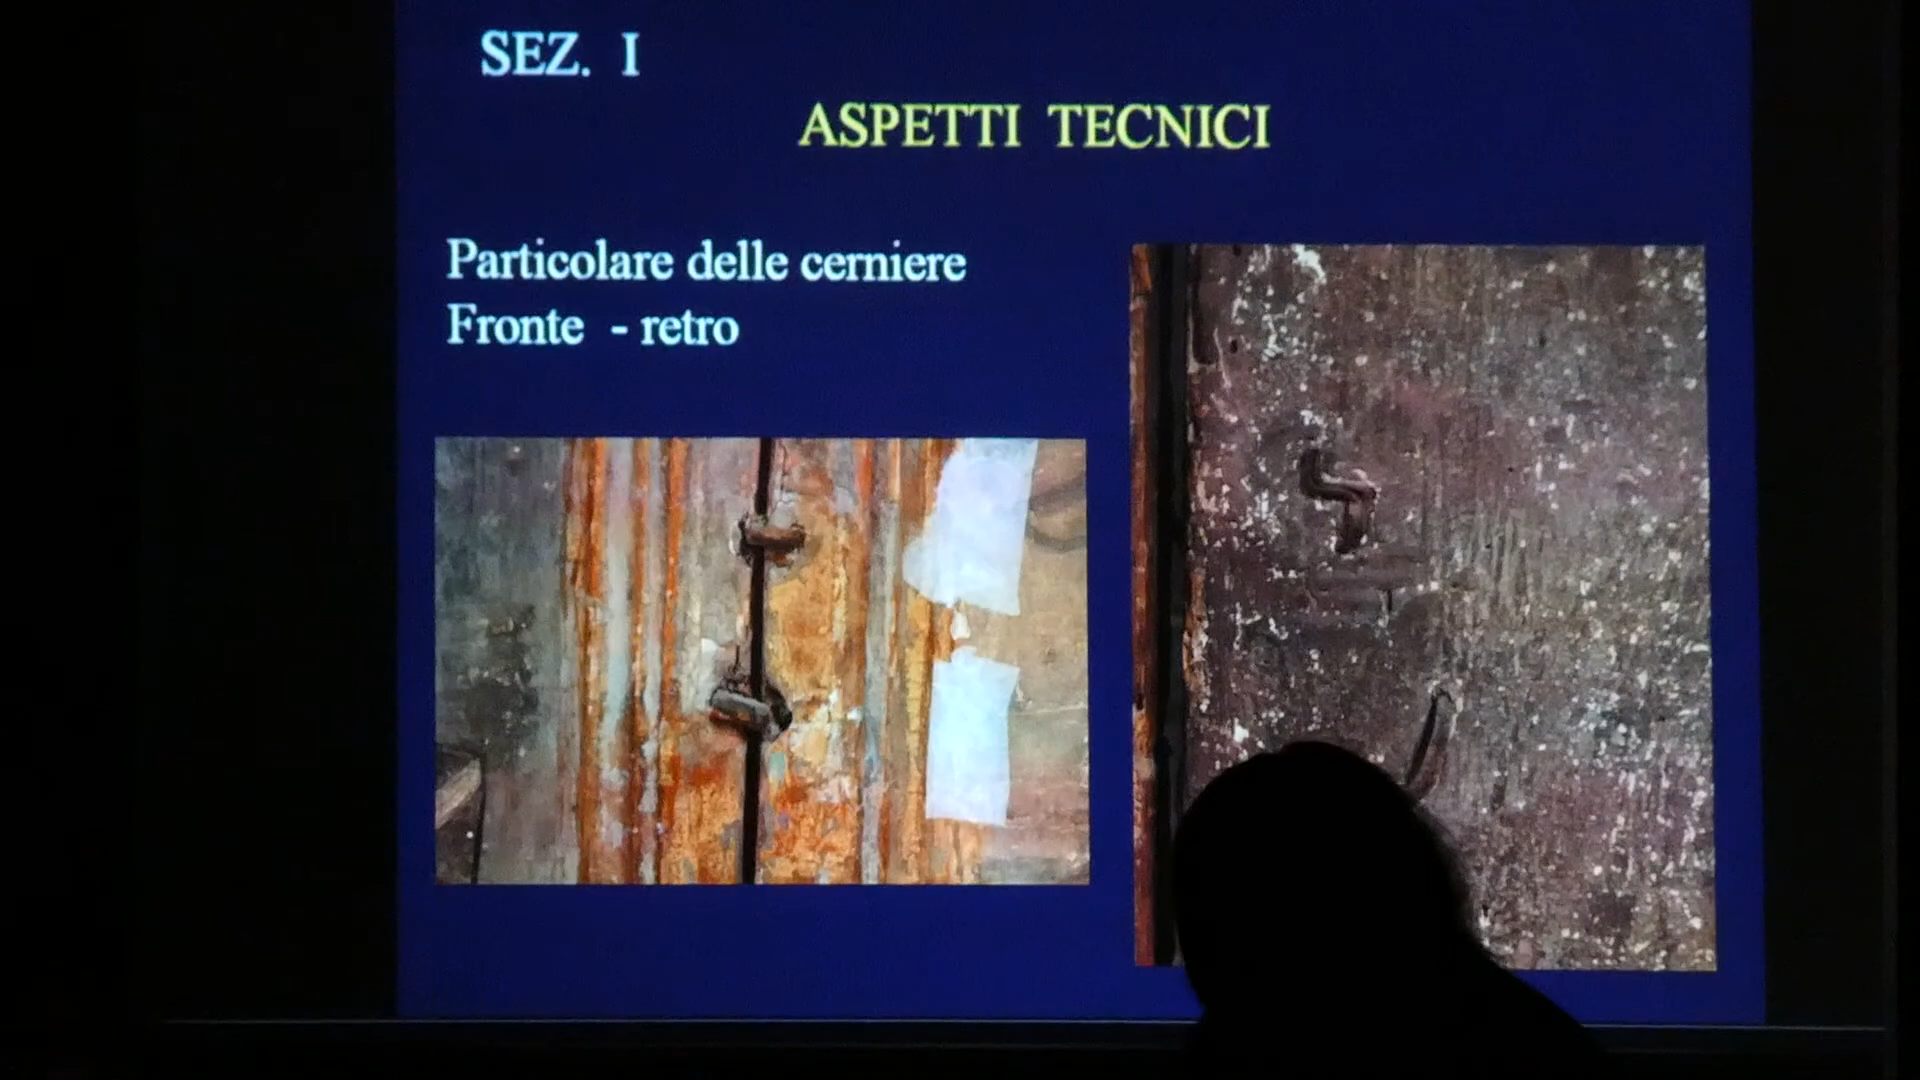 SEZ. I
ASPETTI TECNICI
Particolare delle cerniere
Fronte - retro